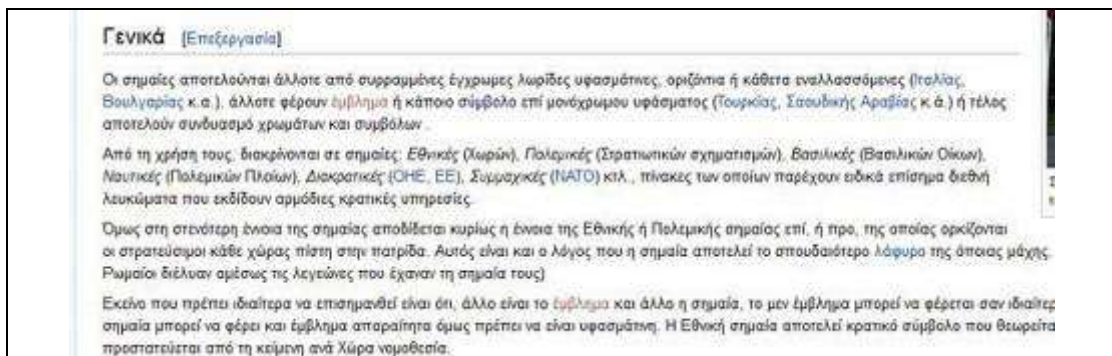 Γενικά [Επεξεργασία]
Οι σημαίες αποτελούνται άλλοτε από συρραμμένες έγχρωμες λωρίδες υφασμάτινες, οριζόντια ή κάθετα εναλλασσόμενες (Ιταλίας,
Βουλγαρίας κ.α.), άλλοτε φέρουν έμβλημα ή κάποιο σύμβολο επί μονόχρωμου υφάσματος (Τουρκίας, Σαουδικής Αραβίας κ.ά.) ή τέλος
αποτελούν συνδυασμό χρωμάτων και συμβόλων .
Από τη χρήση τους, διακρίνονται σε σημαίες: Εθνικές (Χωρών), Πολεμικές (Στρατιωτικών σχηματισμών), Βασιλικές (Βασιλικών Οίκων),
Ναυτικές (Πολεμικών Πλοίων), Διακρατικές (ΟΗΕ, ΕΕ), Συμμαχικές (NATO) κτλ., πίνακες των οποίων παρέχουν ειδικά επίσημα διεθνή
λευκώματα που εκδίδουν αρμόδιες κρατικές υπηρεσίες.
Όμως στη στενότερη έννοια της σημαίας αποδίδεται κυρίως η έννοια της Εθνικής ή Πολεμικής σημαίας επί, ή προ, της οποίας ορκίζονται
οι στρατεύσιμοι κάθε χώρας πίστη στην πατρίδα. Αυτός είναι και ο λόγος που η σημαία αποτελεί το σπουδαιότερο λάφυρο της όποιας μάχης.
Ρωμαίοι διέλυαν αμέσως τις λεγεώνες που έχαναν τη σημαία τους)
Εκείνο που πρέπει ιδιαίτερα να επισημανθεί είναι ότι, άλλο είναι το έμβλημα και άλλο η σημαία, το μεν έμβλημα μπορεί να φέρεται σαν ιδιαίτερ
σημαία μπορεί να φέρει και έμβλημα απαραίτητα όμως πρέπει να είναι υφασμάτινη. Η Εθνική σημαία αποτελεί κρατικό σύμβολο που θεωρείτα
προστατεύεται από τη κείμενη ανά Χώρα νομοθεσία.